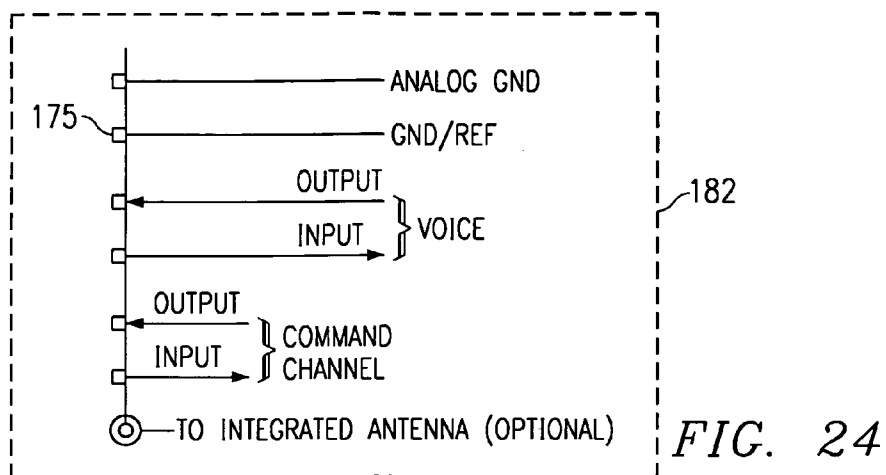 ANALOG GND
175
GND/REF
OUTPUT
182
VOICE
INPUT
OUTPUT
COMMAND
CHANNEL
INPUT
TO INTEGRATED ANTENNA (OPTIONAL)
FIG. 24